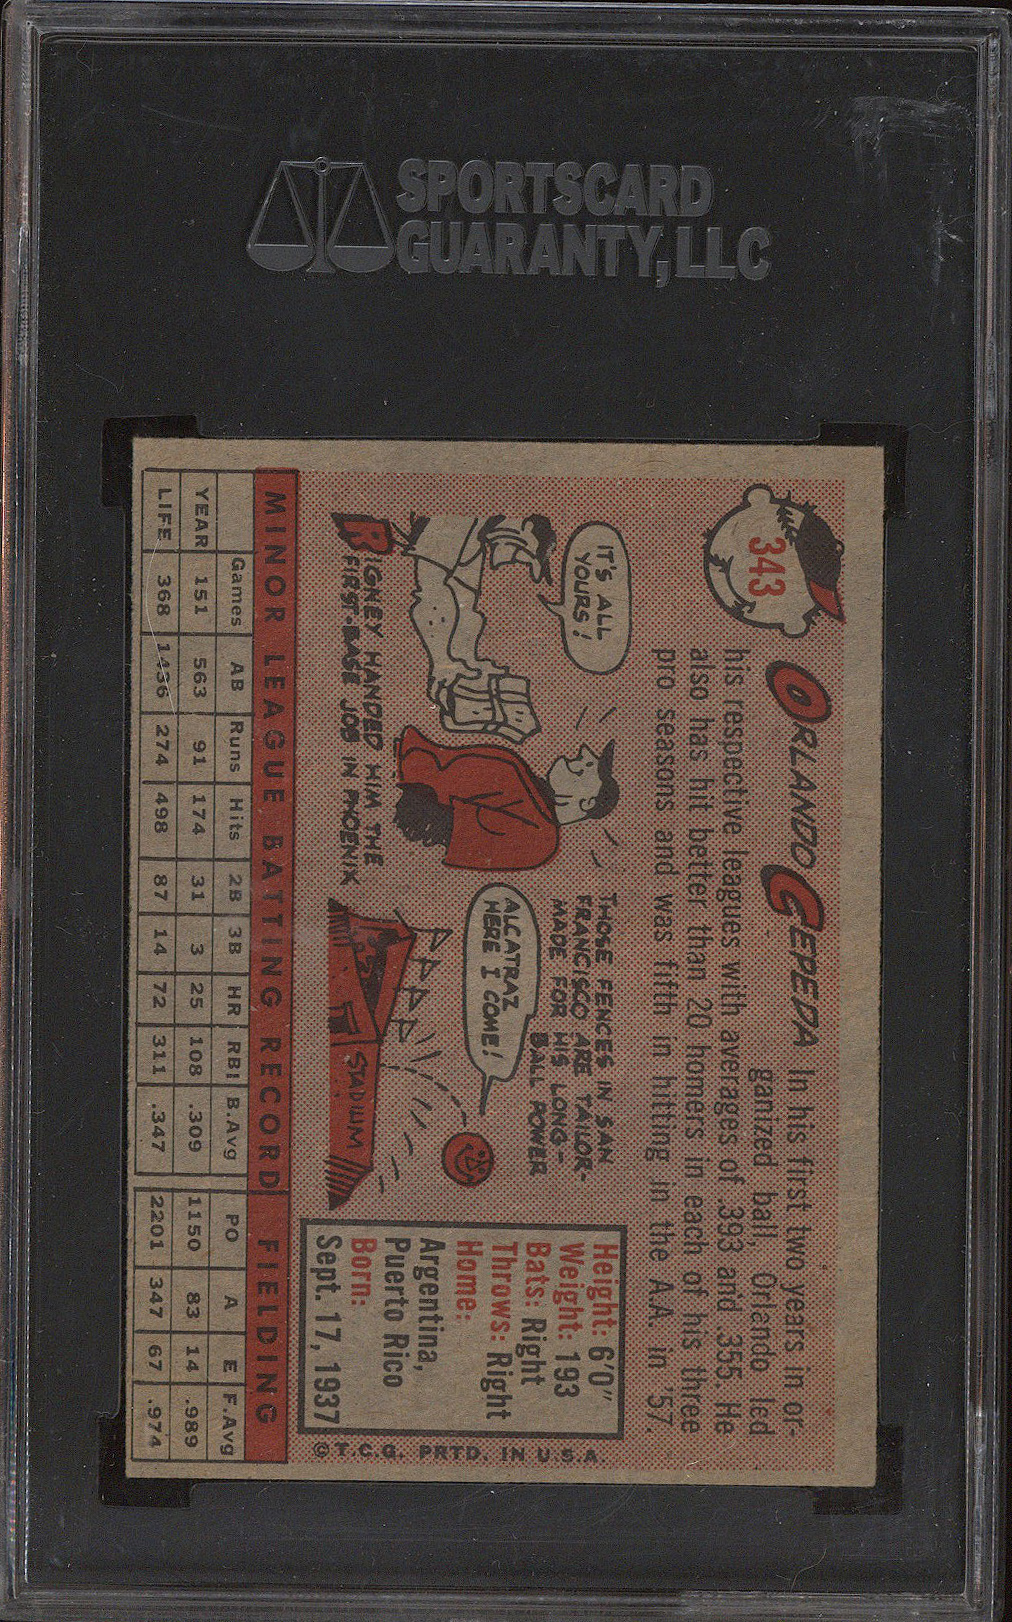 SPORTSCARD
GUARANTY, LLC
343
ORLANDO CEPEDA In his first two years in or-
ganized ball, Orlendo led
his respective leagues with averages of .393 and .355. He
also has hit better than 20 homers in each of his three
pro seasons and was fifth in hitting in the A.A. in '57.
IT'S ALL
YOURS!
RIGNEY HANDED HIM THE
FIRST-BASE JOB IN PHOENIX
THOSE FENCES IN SAN
FRANCISCO ARE TAILOR-
MADE FOR HIS LONG-
BALL POWER
ALCATRAZ
HERE I COME!
STADIUM
Height: 6'0"
Weight: 193
Bats: Right
Throws: Right
Home:
Argentina,
Puerto Rico
Born:
Sept. 17, 1937
©T.C.G. PRTD. IN U.S.A.
MINOR LEAGUE BATTING RECORD FIELDING
Games AB Runs Hits 2B 3B HR RBI B.Avg PO A E F.Avg
YEAR 151 563 91 174 31 3 25 108 .309 1150 83 14 .989
LIFE 368 1436 274 498 87 14 72 311 .347 2201 347 67 .974